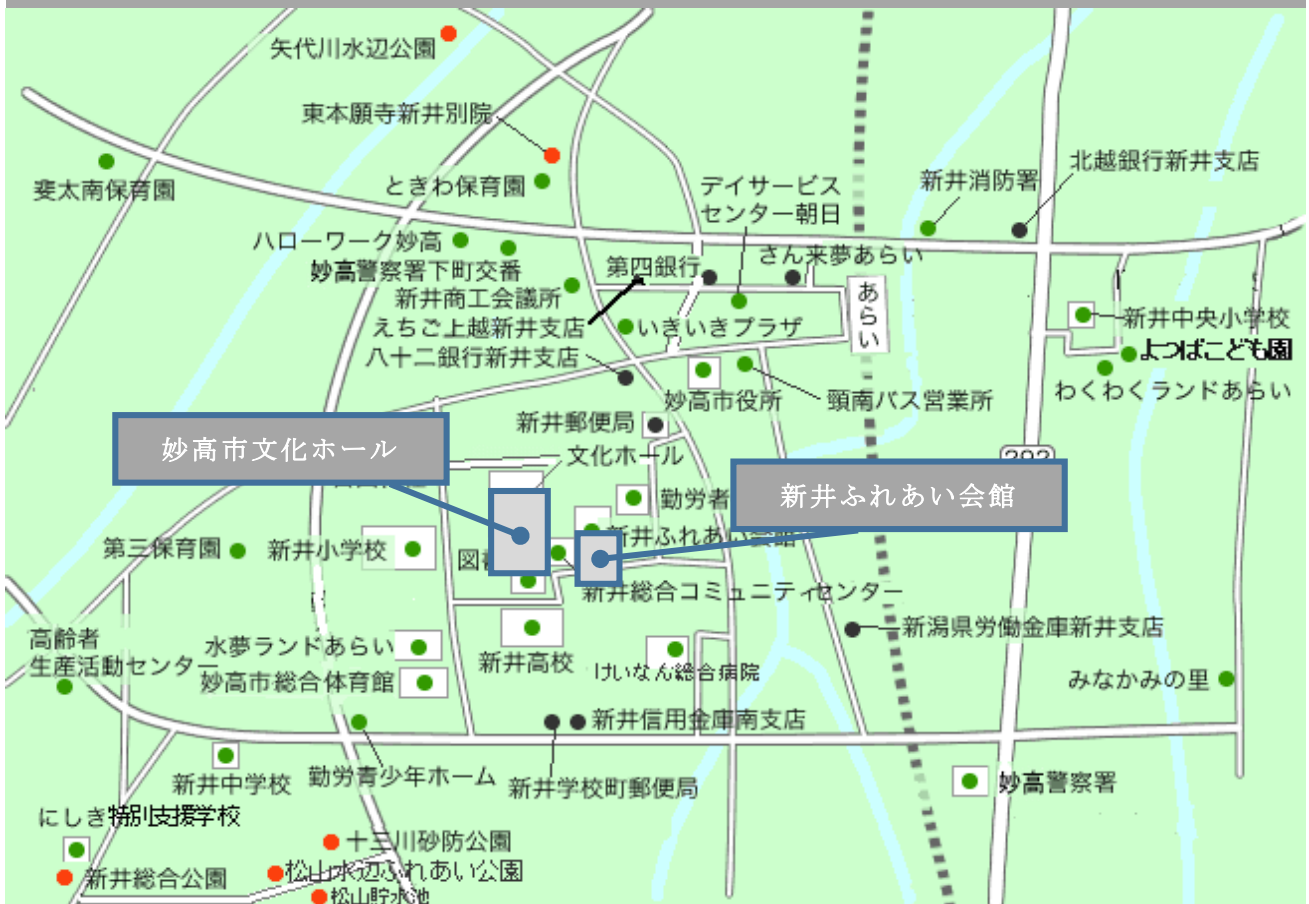 矢代川水辺公園
東本願寺新井別院
斐太南保育園
ときわ保育園
デイサービス
センター朝日
新井消防署
北越銀行新井支店
ハローワーク妙高
妙高警察署下町交番
第四銀行
さん来夢あらい
新井商工会議所
えちご上越新井支店
いきいきプラザ
あらい
新井中央小学校
よつばこども園
わくわくランドあらい
八十二銀行新井支店
妙高市役所
頸南バス営業所
新井郵便局
妙高市文化ホール
文化ホール
292
新井ふれあい会館
勤労者
新井ふれあい会館
第三保育園
新井小学校
図
新井総合コミュニティセンター
高齢者
生産活動センター
水夢ランドあらい
新井高校
けいなん総合病院
新潟県労働金庫新井支店
妙高市総合体育館
みなかみの里
新井信用金庫南支店
新井中学校
勤労青少年ホーム
新井学校町郵便局
妙高警察署
にしき特別支援学校
十三川砂防公園
新井総合公園
松山水辺ふれあい公園
松山貯水池